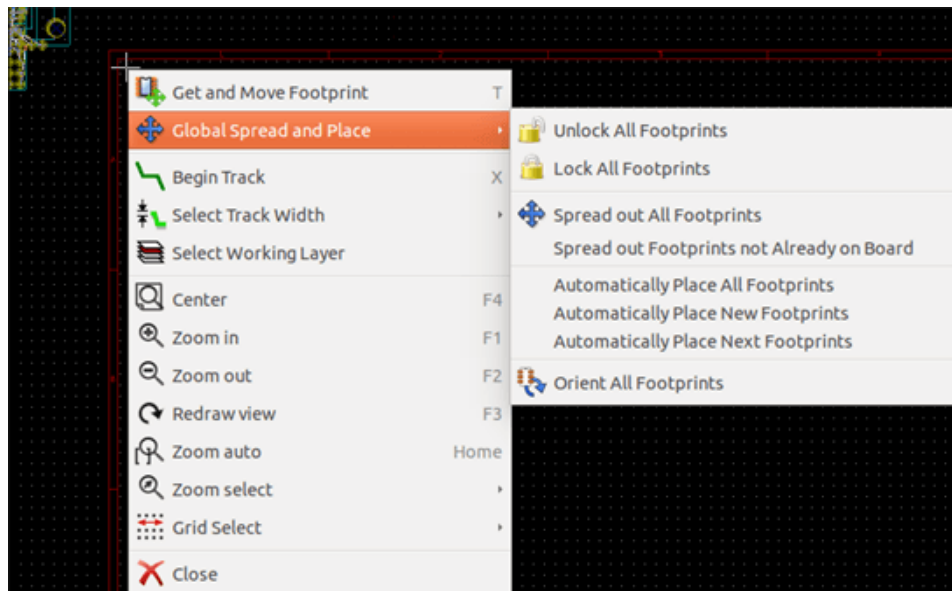 Get and Move Footprint T
Global Spread and Place
Begin Track X
Select Track Width
Select Working Layer
Center F4
Zoom in F1
Zoom out F2
Redraw view F3
Zoom auto Home
Zoom select
Grid Select
Close
Unlock All Footprints
Lock All Footprints
Spread out All Footprints
Spread out Footprints not Already on Board
Automatically Place All Footprints
Automatically Place New Footprints
Automatically Place Next Footprints
Orient All Footprints